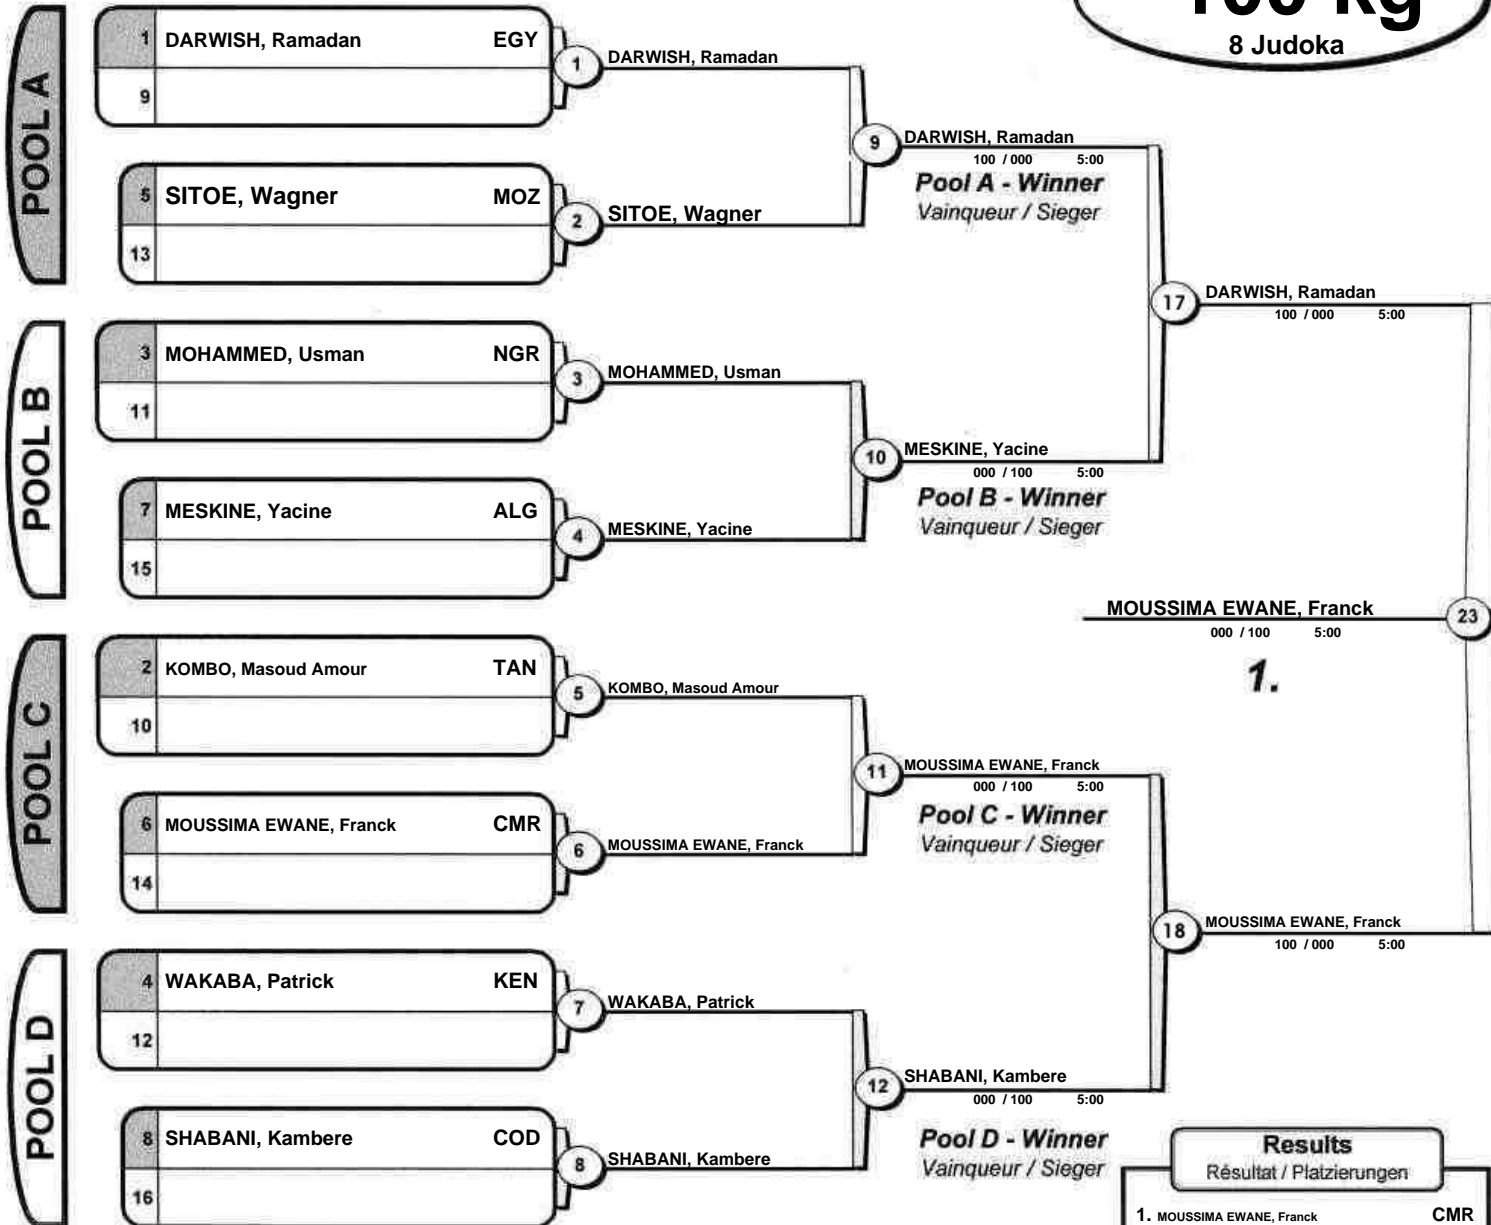 100 kg
8 Judoka
POOL A
1 DARWISH, Ramadan EGY
9
1 DARWISH, Ramadan
5 SITOE, Wagner MOZ
13
2 SITOE, Wagner
9 DARWISH, Ramadan
100 / 000 5:00
Pool A - Winner
Vainqueur / Sieger
POOL B
3 MOHAMMED, Usman NGR
11
3 MOHAMMED, Usman
7 MESKINE, Yacine ALG
15
4 MESKINE, Yacine
10 MESKINE, Yacine
000 / 100 5:00
Pool B - Winner
Vainqueur / Sieger
17 DARWISH, Ramadan
100 / 000 5:00
MOUSSIMA EWANE, Franck 23
000 / 100 5:00
1.
POOL C
2 KOMBO, Masoud Amour TAN
10
5 KOMBO, Masoud Amour
6 MOUSSIMA EWANE, Franck CMR
14
6 MOUSSIMA EWANE, Franck
11 MOUSSIMA EWANE, Franck
000 / 100 5:00
Pool C - Winner
Vainqueur / Sieger
18 MOUSSIMA EWANE, Franck
100 / 000 5:00
POOL D
4 WAKABA, Patrick KEN
12
7 WAKABA, Patrick
8 SHABANI, Kambere COD
16
8 SHABANI, Kambere
12 SHABANI, Kambere
000 / 100 5:00
Pool D - Winner
Vainqueur / Sieger
Results
Résultat / Platzierungen
1. MOUSSIMA EWANE, Franck CMR